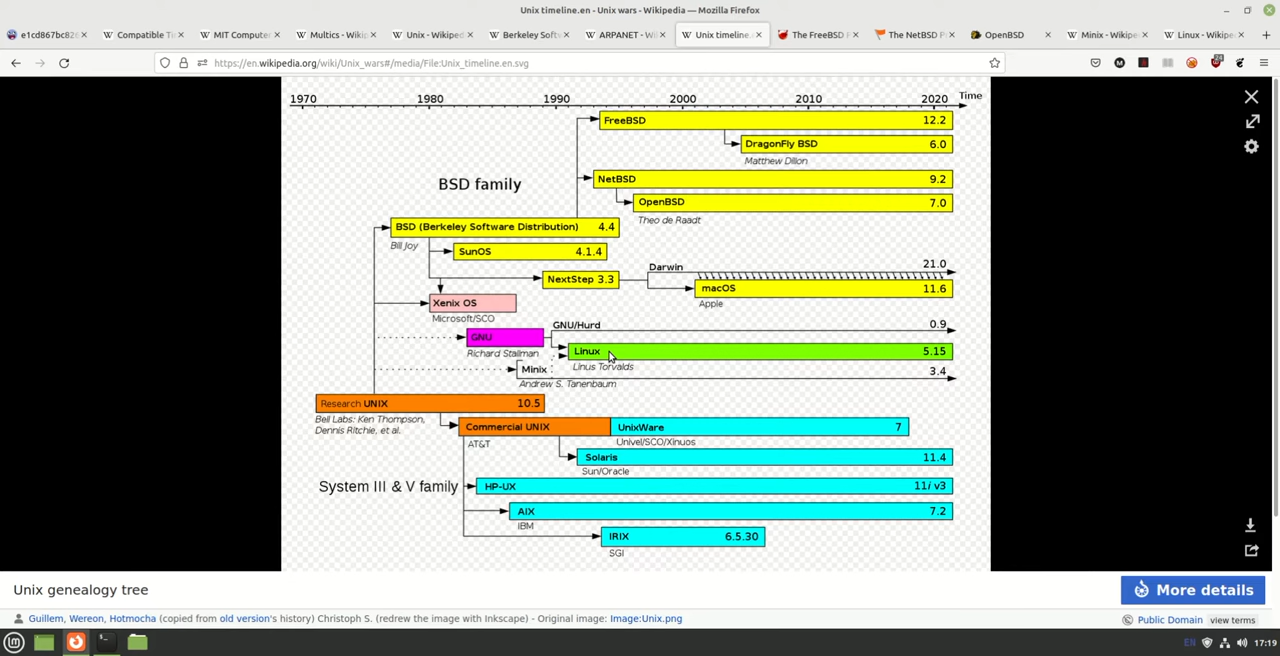 Unix timeline.en - Unix wars - Wikipedia — Mozilla Firefox
e1cd867bc82
Compatible Ti
MIT Compute
Multics - Wikip
Unix - Wikiped
Berkeley Softw
ARPANET - Wi
Unix timeline.
The FreeBSD P
The NetBSD P
OpenBSD
Minix - Wikipe
Linux - Wikiped
https://en.wikipedia.org/wiki/Unix_wars#/media/File:Unix_timeline.en.svg
1970 1980 1990 2000 2010 2020 Time
FreeBSD 12.2
DragonFly BSD 6.0
Matthew Dillon
BSD family
NetBSD 9.2
OpenBSD 7.0
Theo de Raadt
BSD (Berkeley Software Distribution) 4.4
Bill Joy
SunOS 4.1.4
NextStep 3.3
Darwin 21.0
macOS 11.6
Apple
Xenix OS
Microsoft/SCO
GNU/Hurd 0.9
GNU
Richard Stallman
Linux 5.15
Linus Torvalds
Minix 3.4
Andrew S. Tanenbaum
Research UNIX 10.5
Bell Labs: Ken Thompson,
Dennis Ritchie, et al.
Commercial UNIX
AT&T
UnixWare 7
Univel/SCO/Xinuos
Solaris 11.4
Sun/Oracle
System III & V family
HP-UX 11i v3
AIX 7.2
IBM
IRIX 6.5.30
SGI
Unix genealogy tree
More details
Guillem, Wereon, Hotmocha (copied from old version's history) Christoph S. (redrew the image with Inkscape) - Original image: Image:Unix.png
Public Domain view terms
EN 17:19